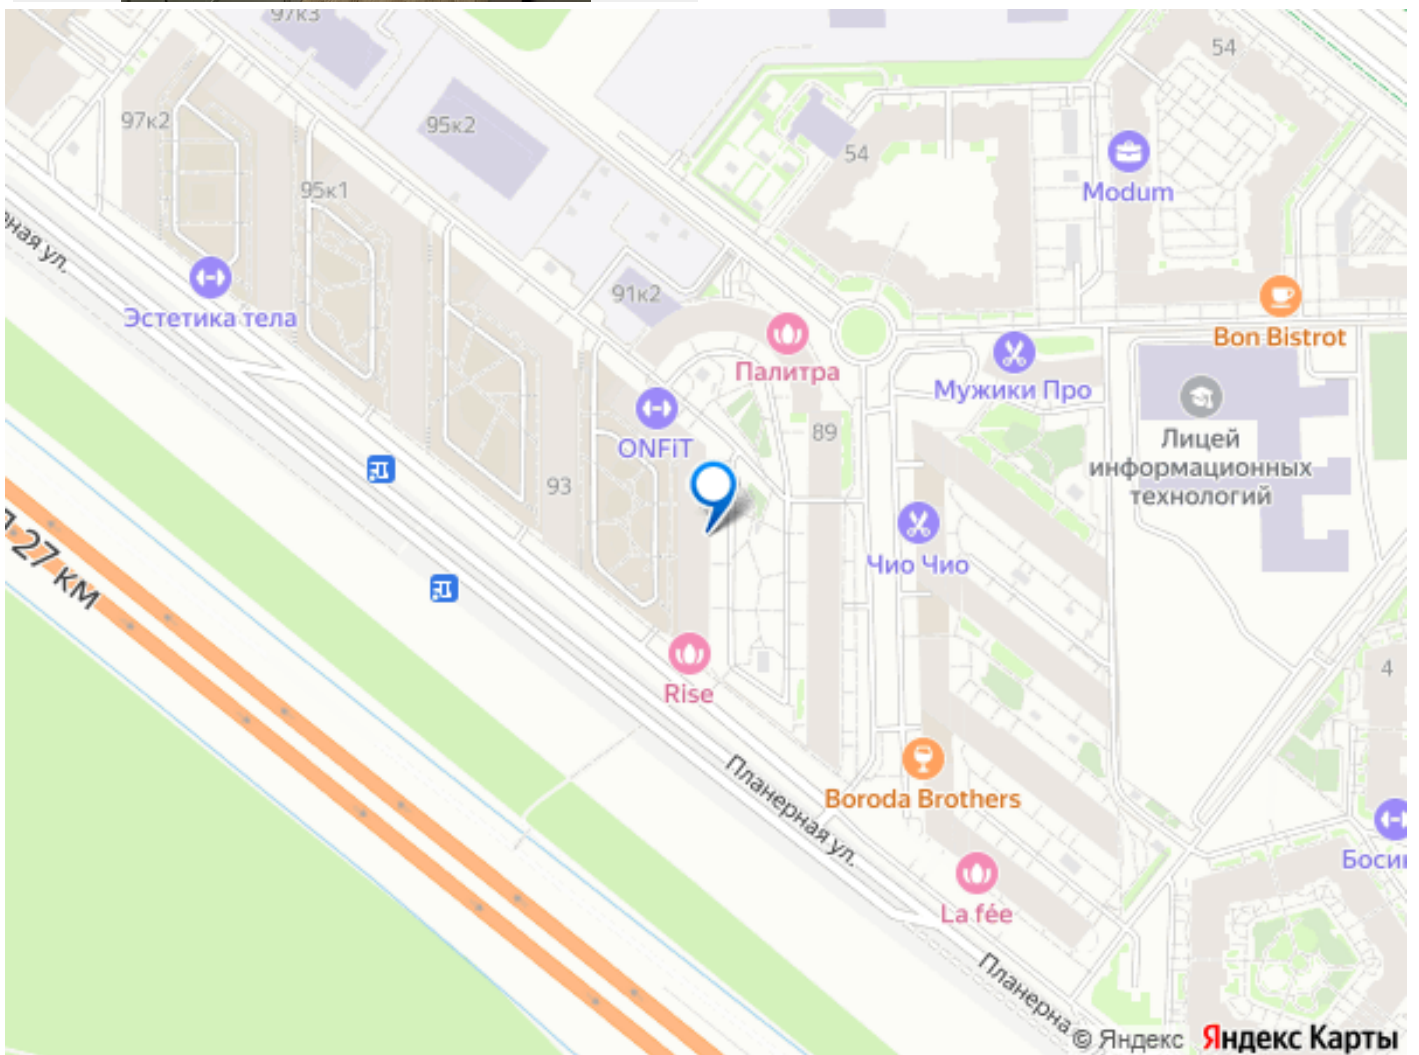 97к3
54
97к2
95к2
54
Modum
95к1
ная ул.
Эстетика тела
91к2
Палитра
Bon Bistrot
Мужики Про
ONFiT
89
Лицей
информационных
технологий
93
27 км
Чио Чио
Rise
4
Планерная ул.
Boroda Brothers
Боси
La fée
Планерна
© Яндекс Яндекс Карты